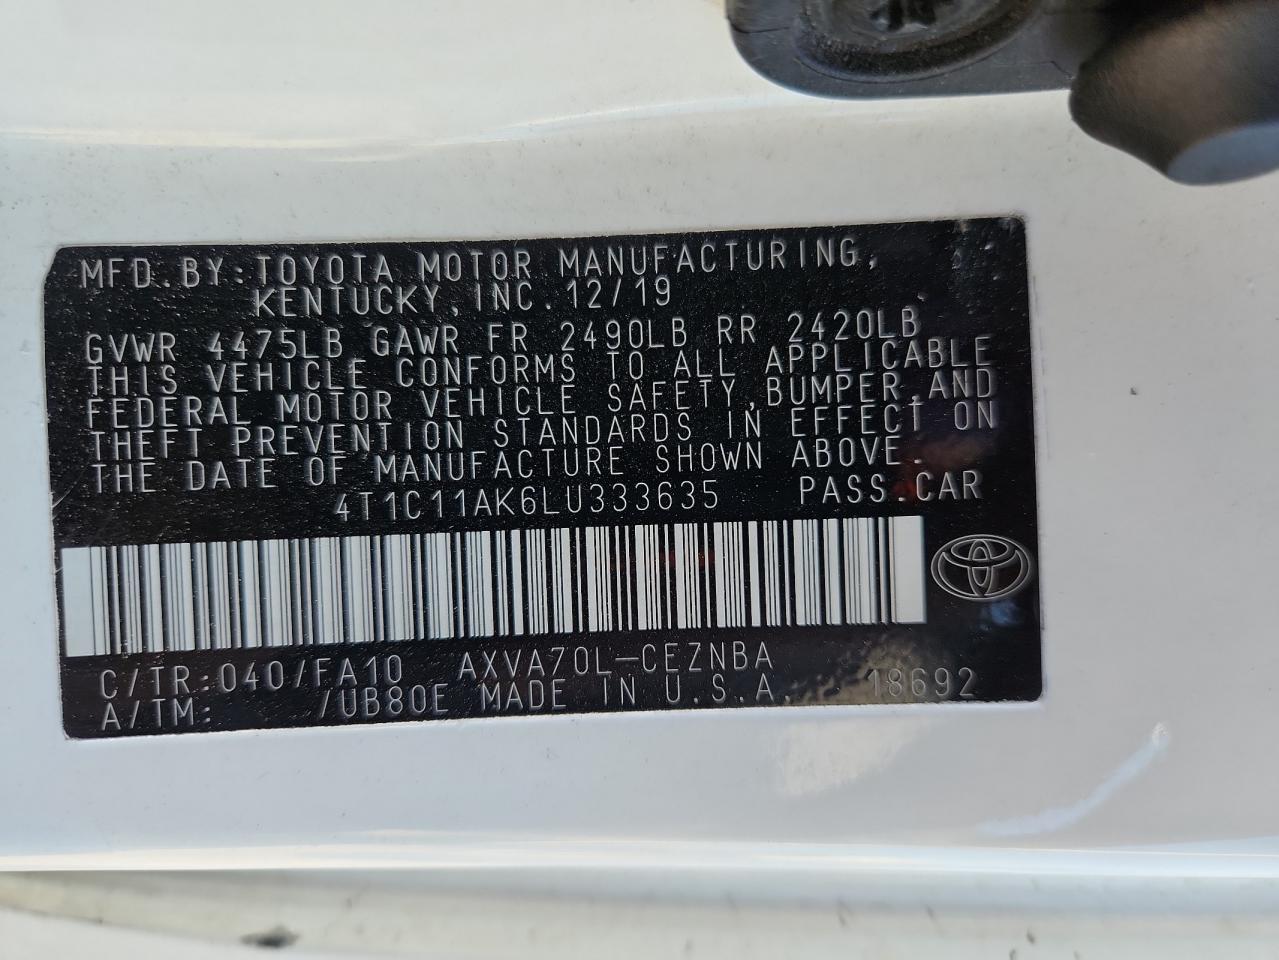 MFD.BY:TOYOTA MOTOR MANUFACTURING,
KENTUCKY,INC.12/19
GVWR 4475LB GAWR FR 2490LB RR 2420LB
THIS VEHICLE CONFORMS TO ALL APPLICABLE
FEDERAL MOTOR VEHICLE SAFETY,BUMPER,AND
THEFT PREVENTION STANDARDS IN EFFECT ON
THE DATE OF MANUFACTURE SHOWN ABOVE.
4T1C11AK6LU333635 PASS.CAR
C/TR:040/FA10 AXVA70L-CEZNBA
A/TM: /UB80E MADE IN U.S.A. 18692